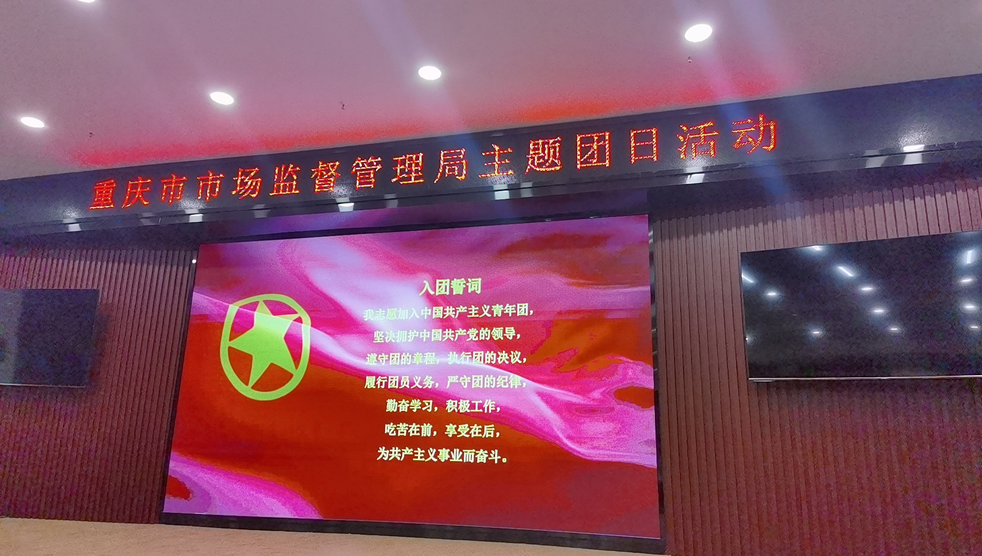 重庆市市场监督管理局主题团日活动
入团誓词
我志愿加入中国共产主义青年团，
坚决拥护中国共产党的领导，
遵守团的章程，执行团的决议，
履行团员义务，严守团的纪律，
勤奋学习，积极工作，
吃苦在前，享受在后，
为共产主义事业而奋斗。